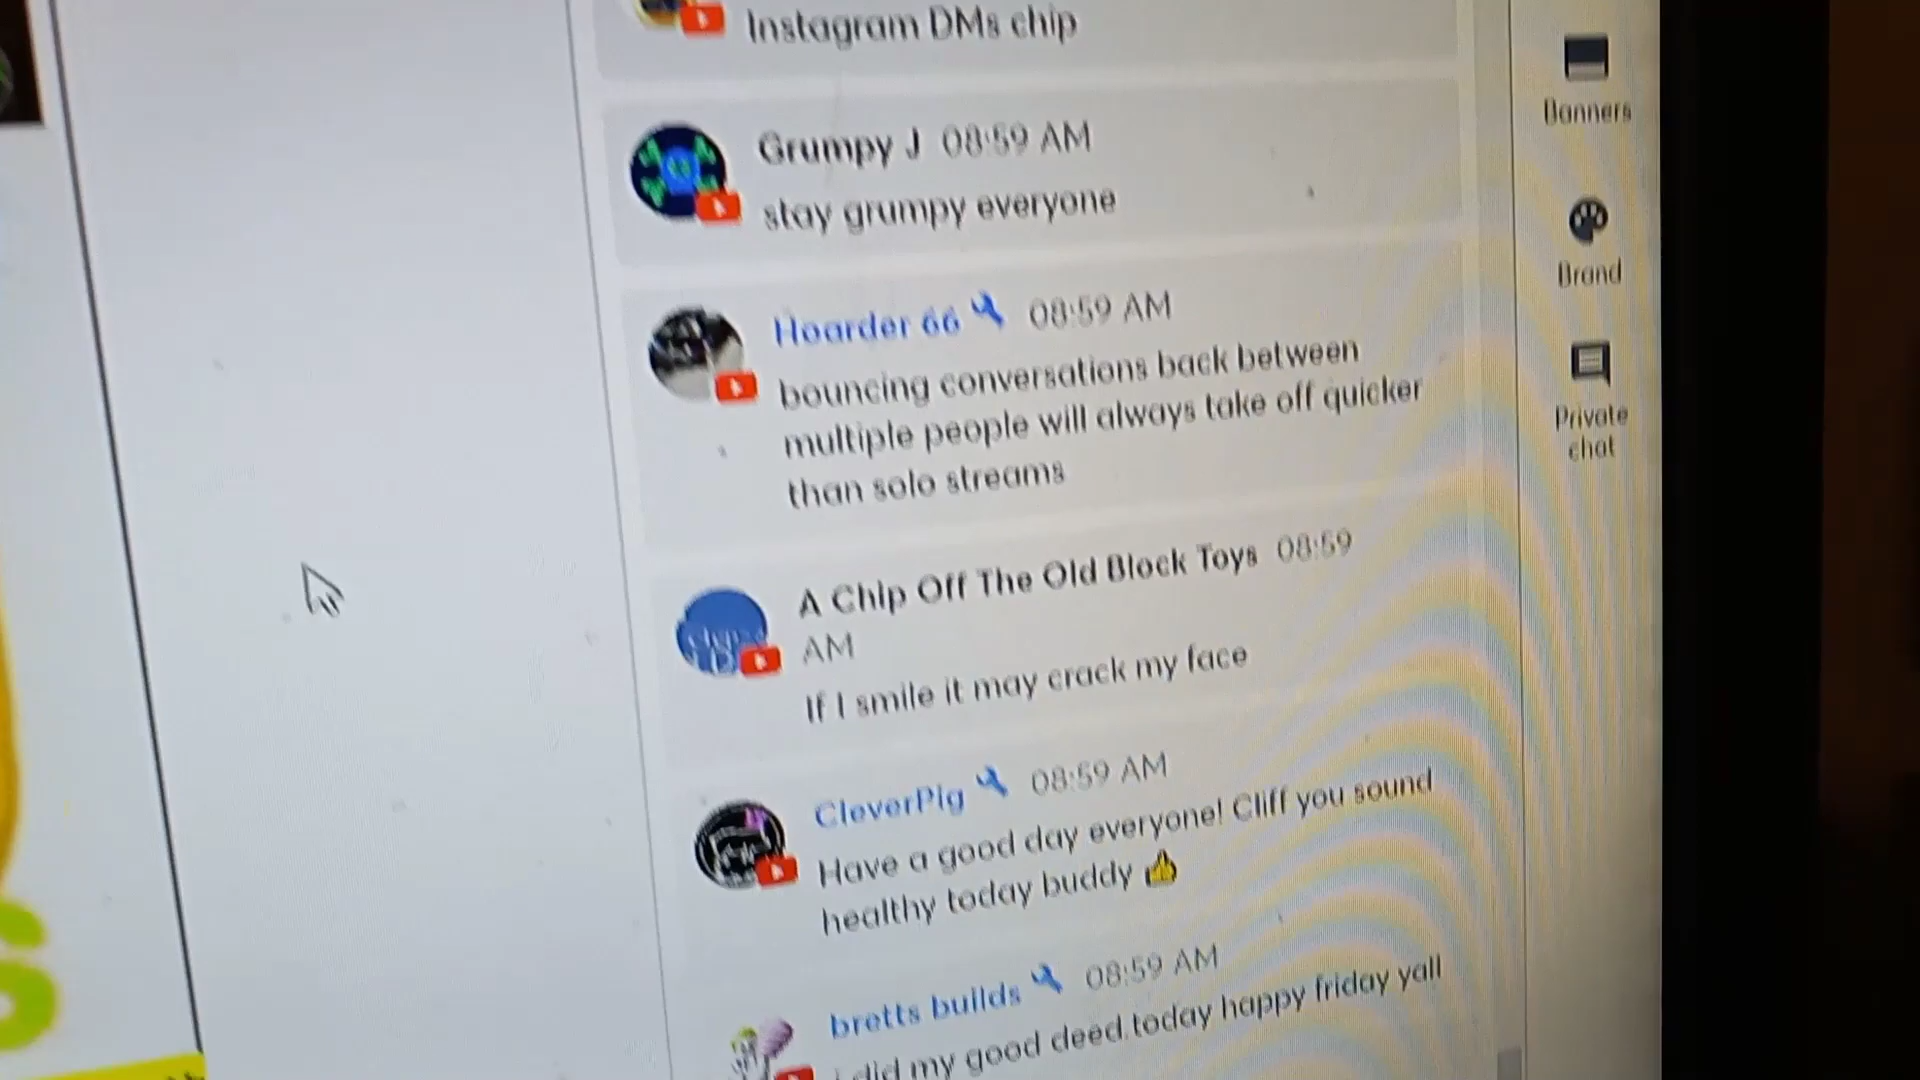 Instagram DMs chip
Grumpy J 08:59 AM
stay grumpy everyone
Hoarder 66 08:59 AM
bouncing conversations back between
multiple people will always take off quicker
than solo streams
A Chip Off The Old Block Toys 08:59
AM
If I smile it may crack my face
CleverPig 08:59 AM
Have a good day everyone! Cliff you sound
healthy today buddy 👍
bretts builds 08:59 AM
i did my good deed.today happy friday yall
Banners
Brand
Private
chat
S